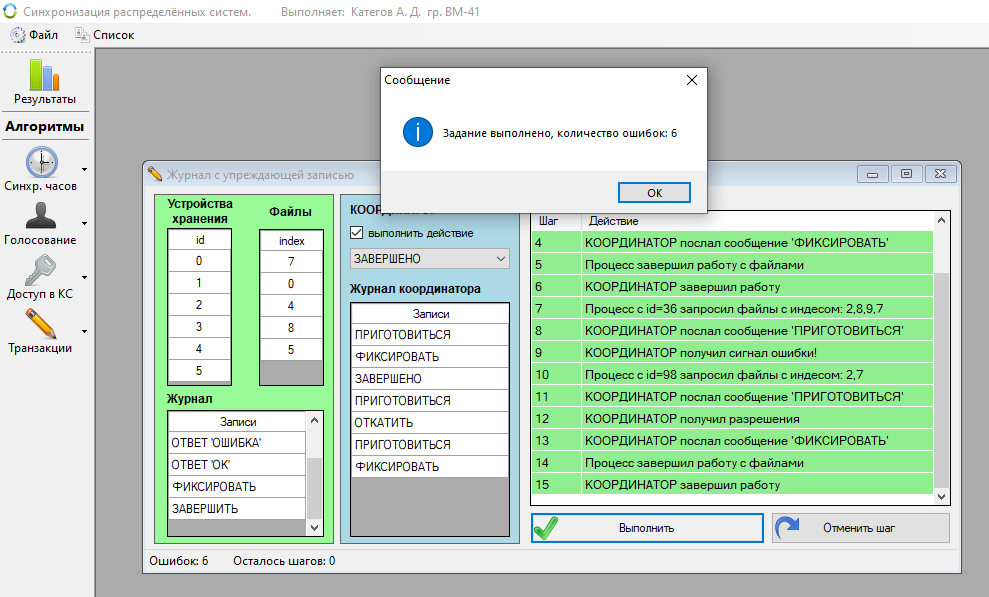 Синхронизация распределённых систем. Выполняет: Категов А. Д. гр. ВМ-41
Файл Список
Результаты
Алгоритмы
Синхр. часов
Голосование
Доступ в КС
Транзакции
Сообщение
Задание выполнено, количество ошибок: 6
ОК
Журнал с упреждающей записью
Устройства
хранения
id
0
1
2
3
4
5
Файлы
index
7
0
4
8
5
Журнал
Записи
ОТВЕТ 'ОШИБКА'
ОТВЕТ 'ОК'
ФИКСИРОВАТЬ
ЗАВЕРШИТЬ
выполнить действие
ЗАВЕРШЕНО
Журнал координатора
Записи
ПРИГОТОВИТЬСЯ
ФИКСИРОВАТЬ
ЗАВЕРШЕНО
ПРИГОТОВИТЬСЯ
ОТКАТИТЬ
ПРИГОТОВИТЬСЯ
ФИКСИРОВАТЬ
Шаг Действие
4 КООРДИНАТОР послал сообщение 'ФИКСИРОВАТЬ'
5 Процесс завершил работу с файлами
6 КООРДИНАТОР завершил работу
7 Процесс с id=36 запросил файлы с индесом: 2,8,9,7
8 КООРДИНАТОР послал сообщение 'ПРИГОТОВИТЬСЯ'
9 КООРДИНАТОР получил сигнал ошибки!
10 Процесс с id=98 запросил файлы с индесом: 2,7
11 КООРДИНАТОР послал сообщение 'ПРИГОТОВИТЬСЯ'
12 КООРДИНАТОР получил разрешения
13 КООРДИНАТОР послал сообщение 'ФИКСИРОВАТЬ'
14 Процесс завершил работу с файлами
15 КООРДИНАТОР завершил работу
Выполнить
Отменить шаг
Ошибок: 6 Осталось шагов: 0